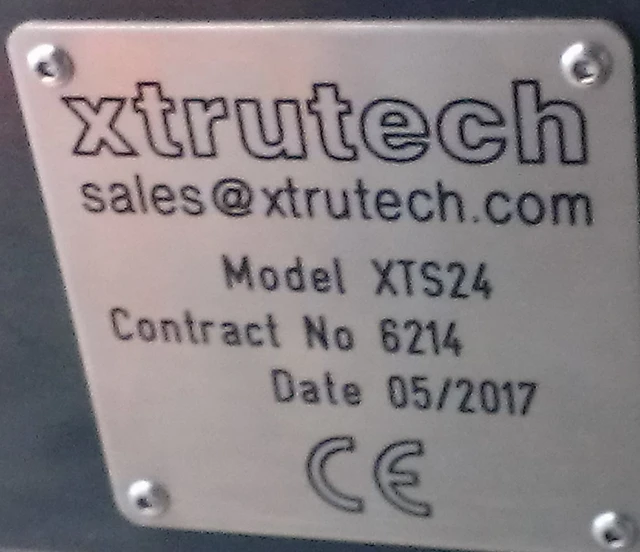 xtrutech
sales@xtrutech.com
Model XTS24
Contract No 6214
Date 05/2017
CE